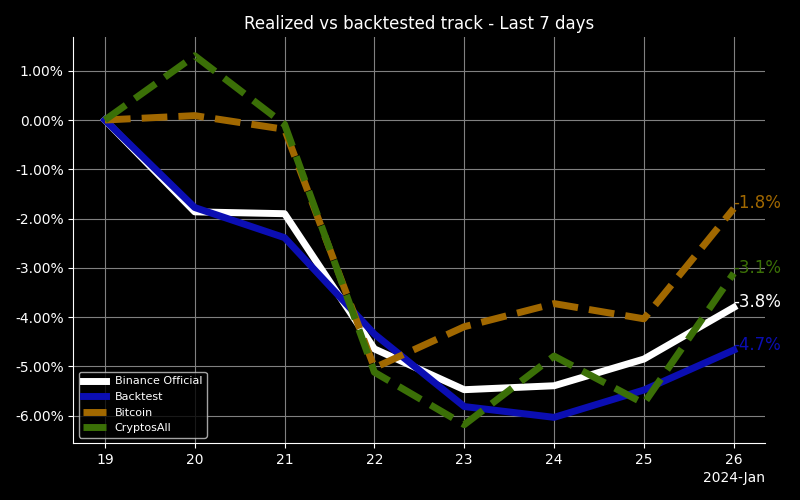 Realized vs backtested track - Last 7 days
1.00%
0.00%
-1.00%
-2.00%
-3.00%
-4.00%
-5.00%
-6.00%
-1.8%
-3.1%
-3.8%
-4.7%
Binance Official
Backtest
Bitcoin
CryptosAll
19 20 21 22 23 24 25 26
2024-Jan